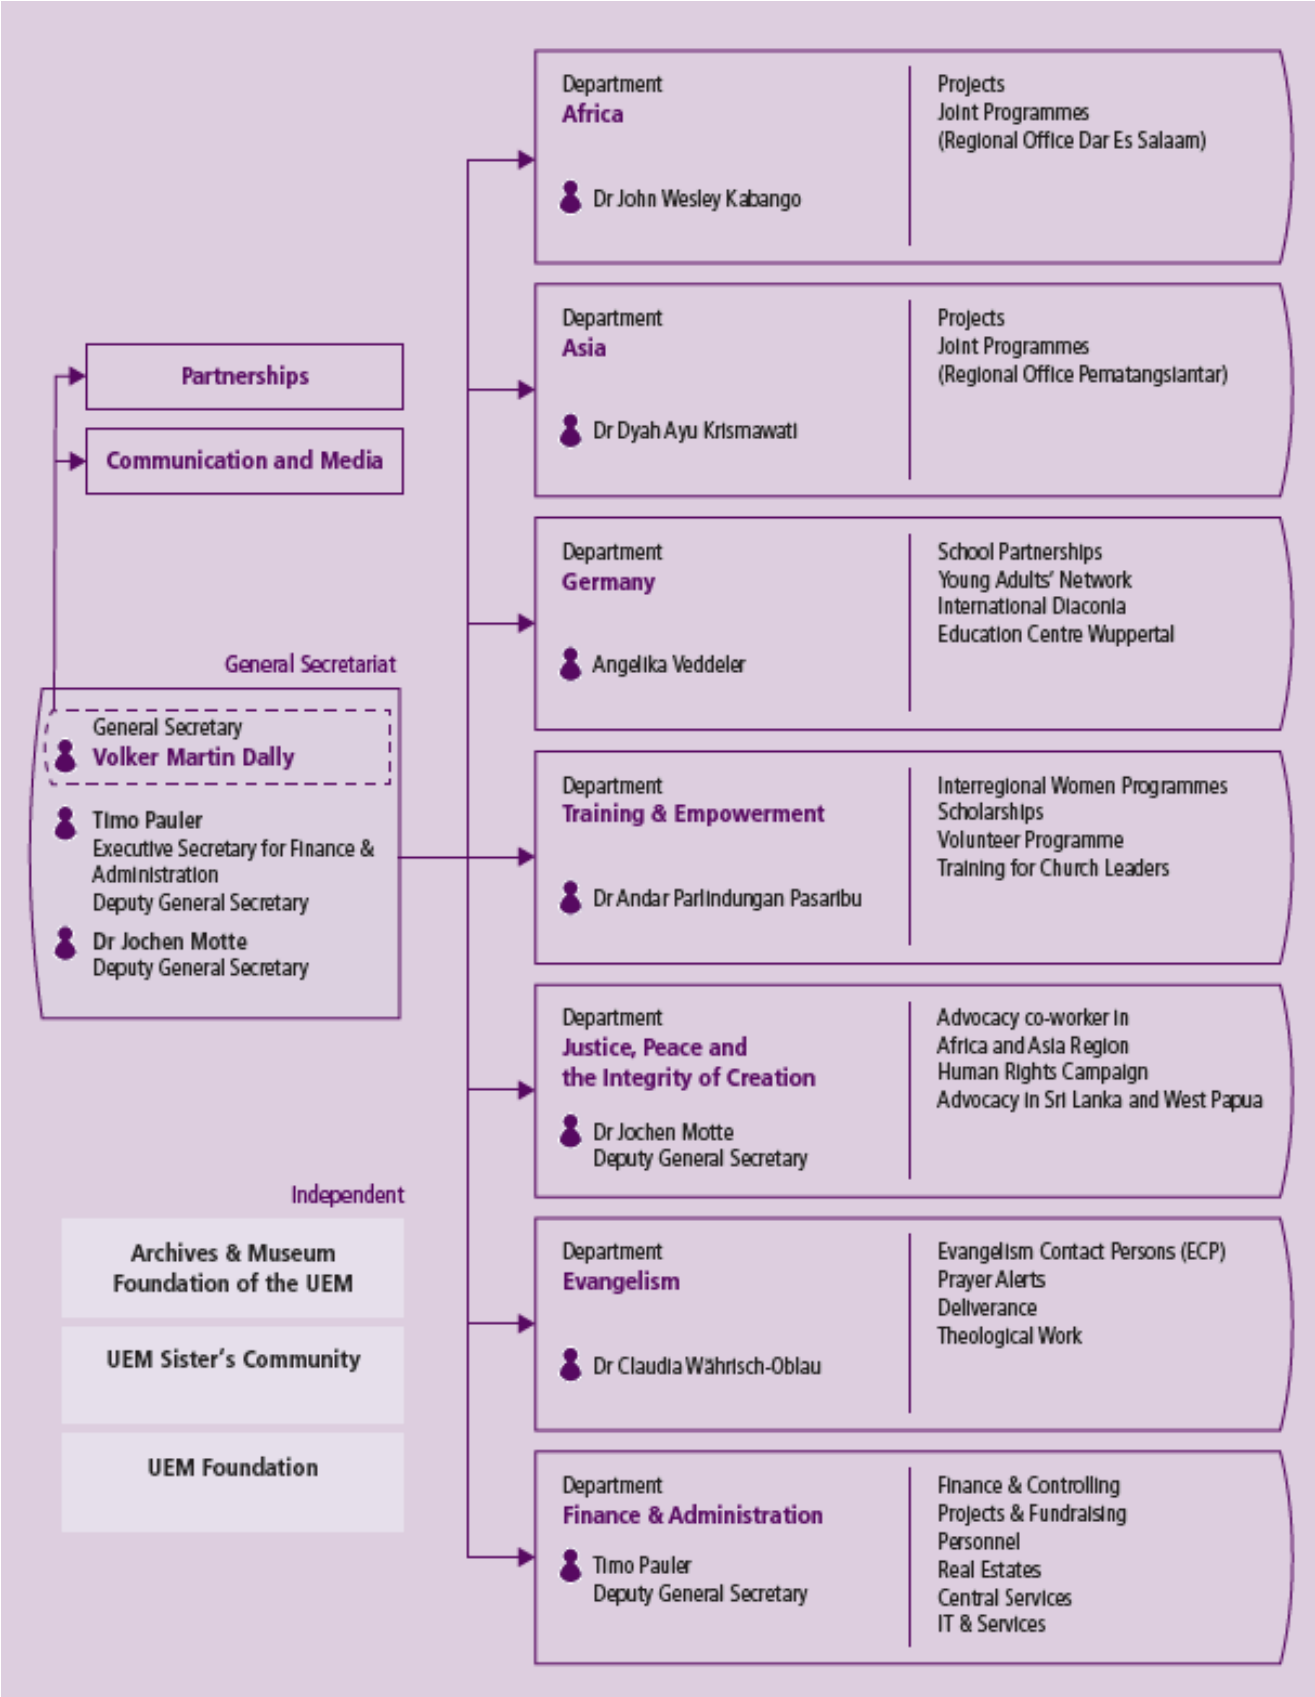 Partnerships
Communication and Media
General Secretariat
General Secretary
Volker Martin Dally
Timo Pauler
Executive Secretary for Finance &
Administration
Deputy General Secretary
Dr Jochen Motte
Deputy General Secretary
Independent
Archives & Museum
Foundation of the UEM
UEM Sister's Community
UEM Foundation
Department
Africa
Dr John Wesley Kabango
Projects
Joint Programmes
(Regional Office Dar Es Salaam)
Department
Asia
Dr Dyah Ayu Krismawati
Projects
Joint Programmes
(Regional Office Pematangsiantar)
Department
Germany
Angelika Veddeler
School Partnerships
Young Adults' Network
International Diaconia
Education Centre Wuppertal
Department
Training & Empowerment
Dr Andar Parlindungan Pasaribu
Interregional Women Programmes
Scholarships
Volunteer Programme
Training for Church Leaders
Department
Justice, Peace and
the Integrity of Creation
Dr Jochen Motte
Deputy General Secretary
Advocacy co-worker in
Africa and Asia Region
Human Rights Campaign
Advocacy in Sri Lanka and West Papua
Department
Evangelism
Dr Claudia Währisch-Oblau
Evangelism Contact Persons (ECP)
Prayer Alerts
Deliverance
Theological Work
Department
Finance & Administration
Timo Pauler
Deputy General Secretary
Finance & Controlling
Projects & Fundraising
Personnel
Real Estates
Central Services
IT & Services